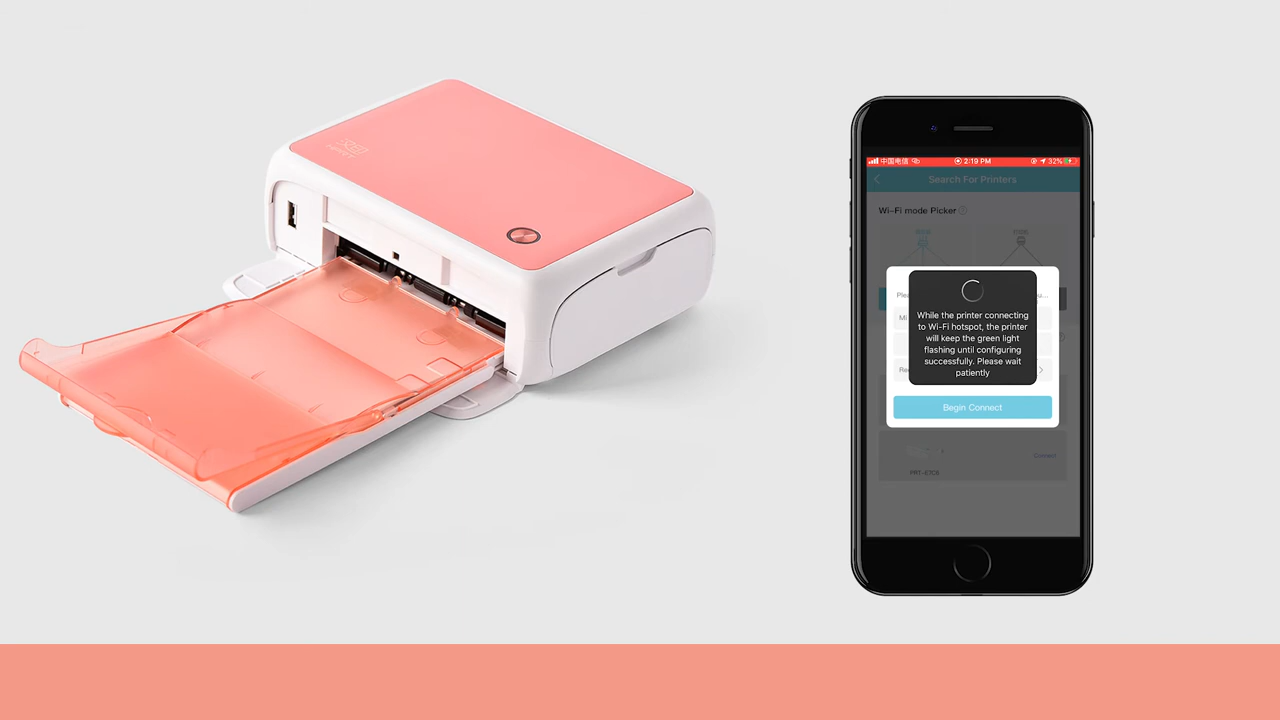 HPRT
中国电信
2:19 PM
32%
Search For Printers
Wi-Fi mode Picker
While the printer connecting
to Wi-Fi hotspot, the printer
will keep the green light
flashing until configuring
successfully. Please wait
patiently
Begin Connect
Connect